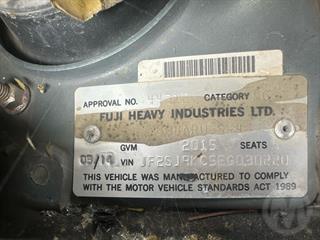 APPROVAL NO. CATEGORY
FUJI HEAVY INDUSTRIES LTD.
GVM 2015 SEATS
05/14 VIN
THIS VEHICLE WAS MANUFACTURED TO COMPLY
WITH THE MOTOR VEHICLE STANDARDS ACT 1989